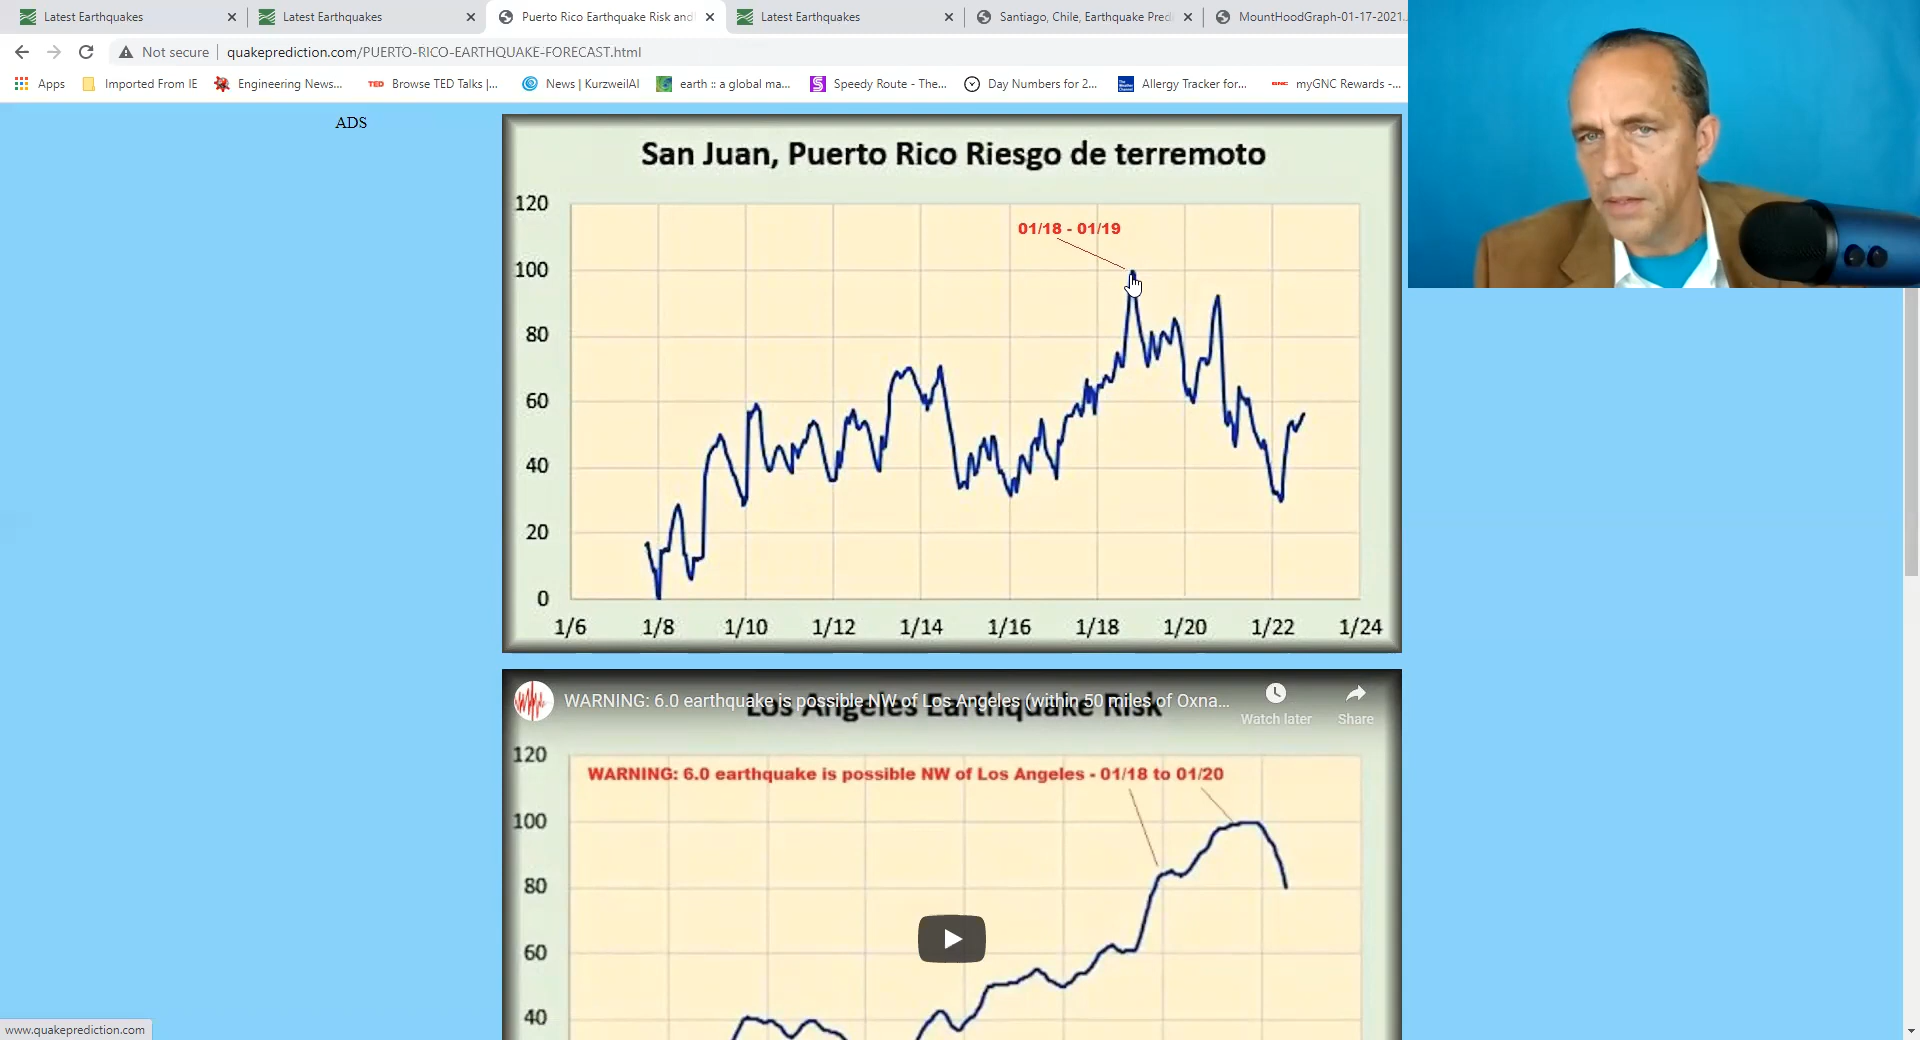 Latest Earthquakes
Latest Earthquakes
Puerto Rico Earthquake Risk and
Latest Earthquakes
Santiago, Chile, Earthquake Pred
MountHoodGraph-01-17-2021...
Not secure
quakeprediction.com/PUERTO-RICO-EARTHQUAKE-FORECAST.html
Apps
Imported From IE
Engineering News...
TED
Browse TED Talks |...
News | KurzweilAI
earth :: a global ma...
Speedy Route - The...
Day Numbers for 2...
Allergy Tracker for...
GNC
myGNC Rewards -...
ADS
San Juan, Puerto Rico Riesgo de terremoto
120
01/18 - 01/19
100
80
60
40
20
0
1/6 1/8 1/10 1/12 1/14 1/16 1/18 1/20 1/22 1/24
WARNING: 6.0 earthquake is possible NW of Los Angeles (within 50 miles of Oxna...
Los Angeles Earthquake Risk
Watch later
Share
120
WARNING: 6.0 earthquake is possible NW of Los Angeles - 01/18 to 01/20
100
80
60
40
www.quakeprediction.com